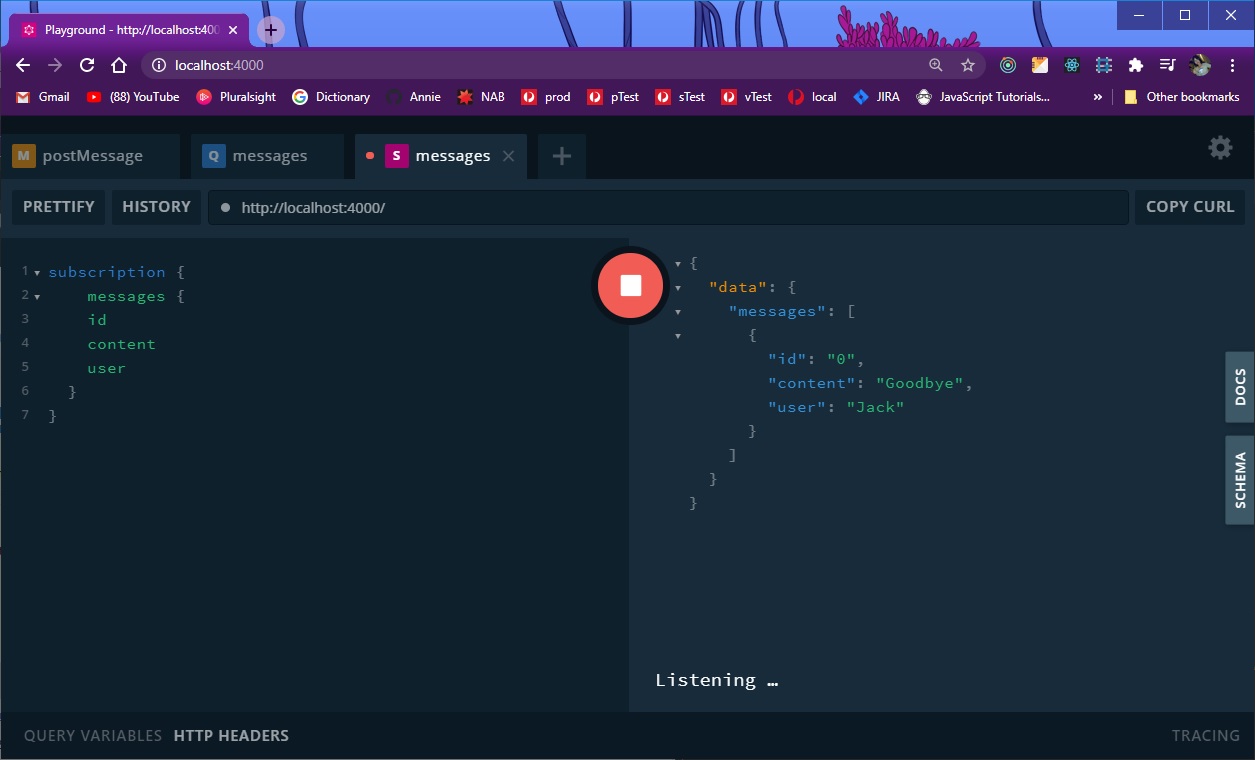 Playground - http://localhost:400
localhost:4000
Gmail (88) YouTube Pluralsight Dictionary Annie NAB prod pTest sTest vTest local JIRA JavaScript Tutorials... » Other bookmarks
M postMessage Q messages S messages
PRETTIFY HISTORY http://localhost:4000/ COPY CURL
1 subscription {
2 messages {
3 id
4 content
5 user
6 }
7 }
{
"data": {
"messages": [
{
"id": "0",
"content": "Goodbye",
"user": "Jack"
}
]
}
}
DOCS
SCHEMA
Listening …
QUERY VARIABLES HTTP HEADERS TRACING